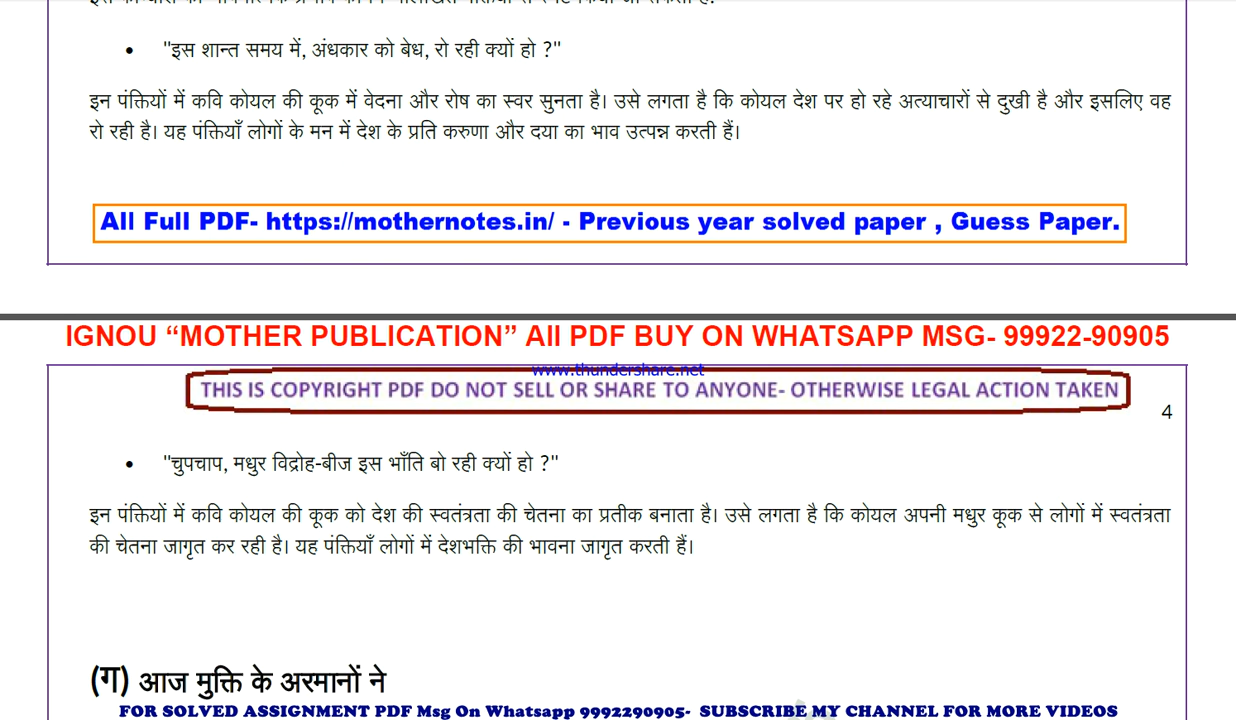 • "इस शान्त समय में, अंधकार को बेध, रो रही क्यों हो ?"
इन पंक्तियों में कवि कोयल की कूक में वेदना और रोष का स्वर सुनता है। उसे लगता है कि कोयल देश पर हो रहे अत्याचारों से दुखी है और इसलिए वह
रो रही है। यह पंक्तियाँ लोगों के मन में देश के प्रति करुणा और दया का भाव उत्पन्न करती हैं।
All Full PDF- https://mothernotes.in/ - Previous year solved paper , Guess Paper.
IGNOU “MOTHER PUBLICATION” All PDF BUY ON WHATSAPP MSG- 99922-90905
www.thundershare.net
THIS IS COPYRIGHT PDF DO NOT SELL OR SHARE TO ANYONE- OTHERWISE LEGAL ACTION TAKEN
4
• "चुपचाप, मधुर विद्रोह-बीज इस भाँति बो रही क्यों हो ?"
इन पंक्तियों में कवि कोयल की कूक को देश की स्वतंत्रता की चेतना का प्रतीक बनाता है। उसे लगता है कि कोयल अपनी मधुर कूक से लोगों में स्वतंत्रता
की चेतना जागृत कर रही है। यह पंक्तियाँ लोगों में देशभक्ति की भावना जागृत करती हैं।
(ग) आज मुक्ति के अरमानों ने
FOR SOLVED ASSIGNMENT PDF Msg On Whatsapp 9992290905- SUBSCRIBE MY CHANNEL FOR MORE VIDEOS